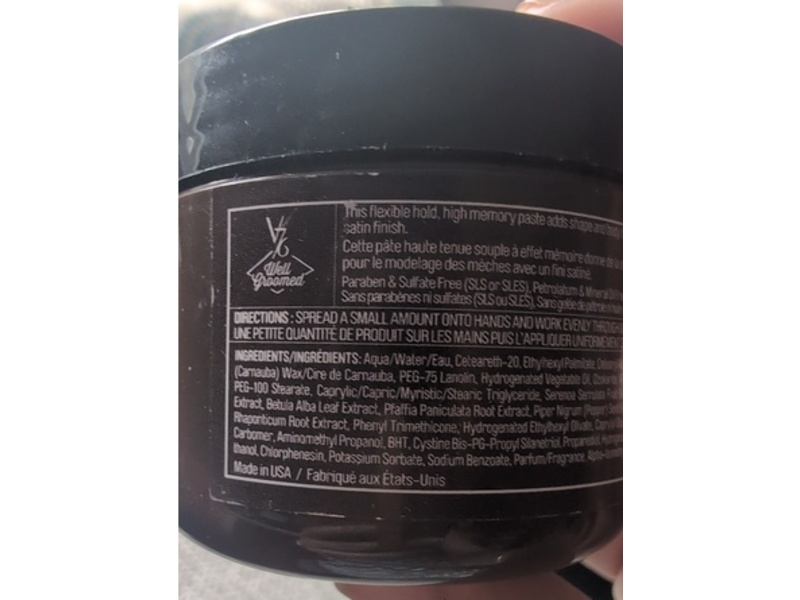 V76
Well
Groomed
This flexible hold, high memory paste adds shape and
satin finish.
Cette pâte haute tenue souple à effet mémoire donne de
pour le modelage des mèches avec un fini satiné.
Paraben & Sulfate Free (SLS or SLES), Petrolatum & Mineral Oil
Sans parabènes ni sulfates (SLS ou SLES), Sans gelée de
DIRECTIONS : SPREAD A SMALL AMOUNT ONTO HANDS AND WORK EVENLY
UNE PETITE QUANTITÉ DE PRODUIT SUR LES MAINS PUIS L'APPLIQUER UNIFORMÉMENT
INGREDIENTS/INGRÉDIENTS: Aqua/Water/Eau, Ceteareth-20, Ethylhexyl Palmitate,
(Carnauba) Wax/Cire de Carnauba, PEG-75 Lanolin, Hydrogenated Vegetable Oil,
PEG-100 Stearate, Caprylic/Capric/Myristic/Stearic Triglyceride, Serenoa Serrulata
Extract, Betula Alba Leaf Extract, Pfaffia Paniculata Root Extract, Piper Nigrum (Pepper)
Rhaponticum Root Extract, Phenyl Trimethicone, Hydrogenated Ethylhexyl Olivate,
Carbomer, Aminomethyl Propanol, BHT, Cystine Bis-PG-Propyl Silanetriol, Propanediol,
thanol, Chlorphenesin, Potassium Sorbate, Sodium Benzoate, Parfum/Fragrance,
Made in USA / Fabriqué aux États-Unis